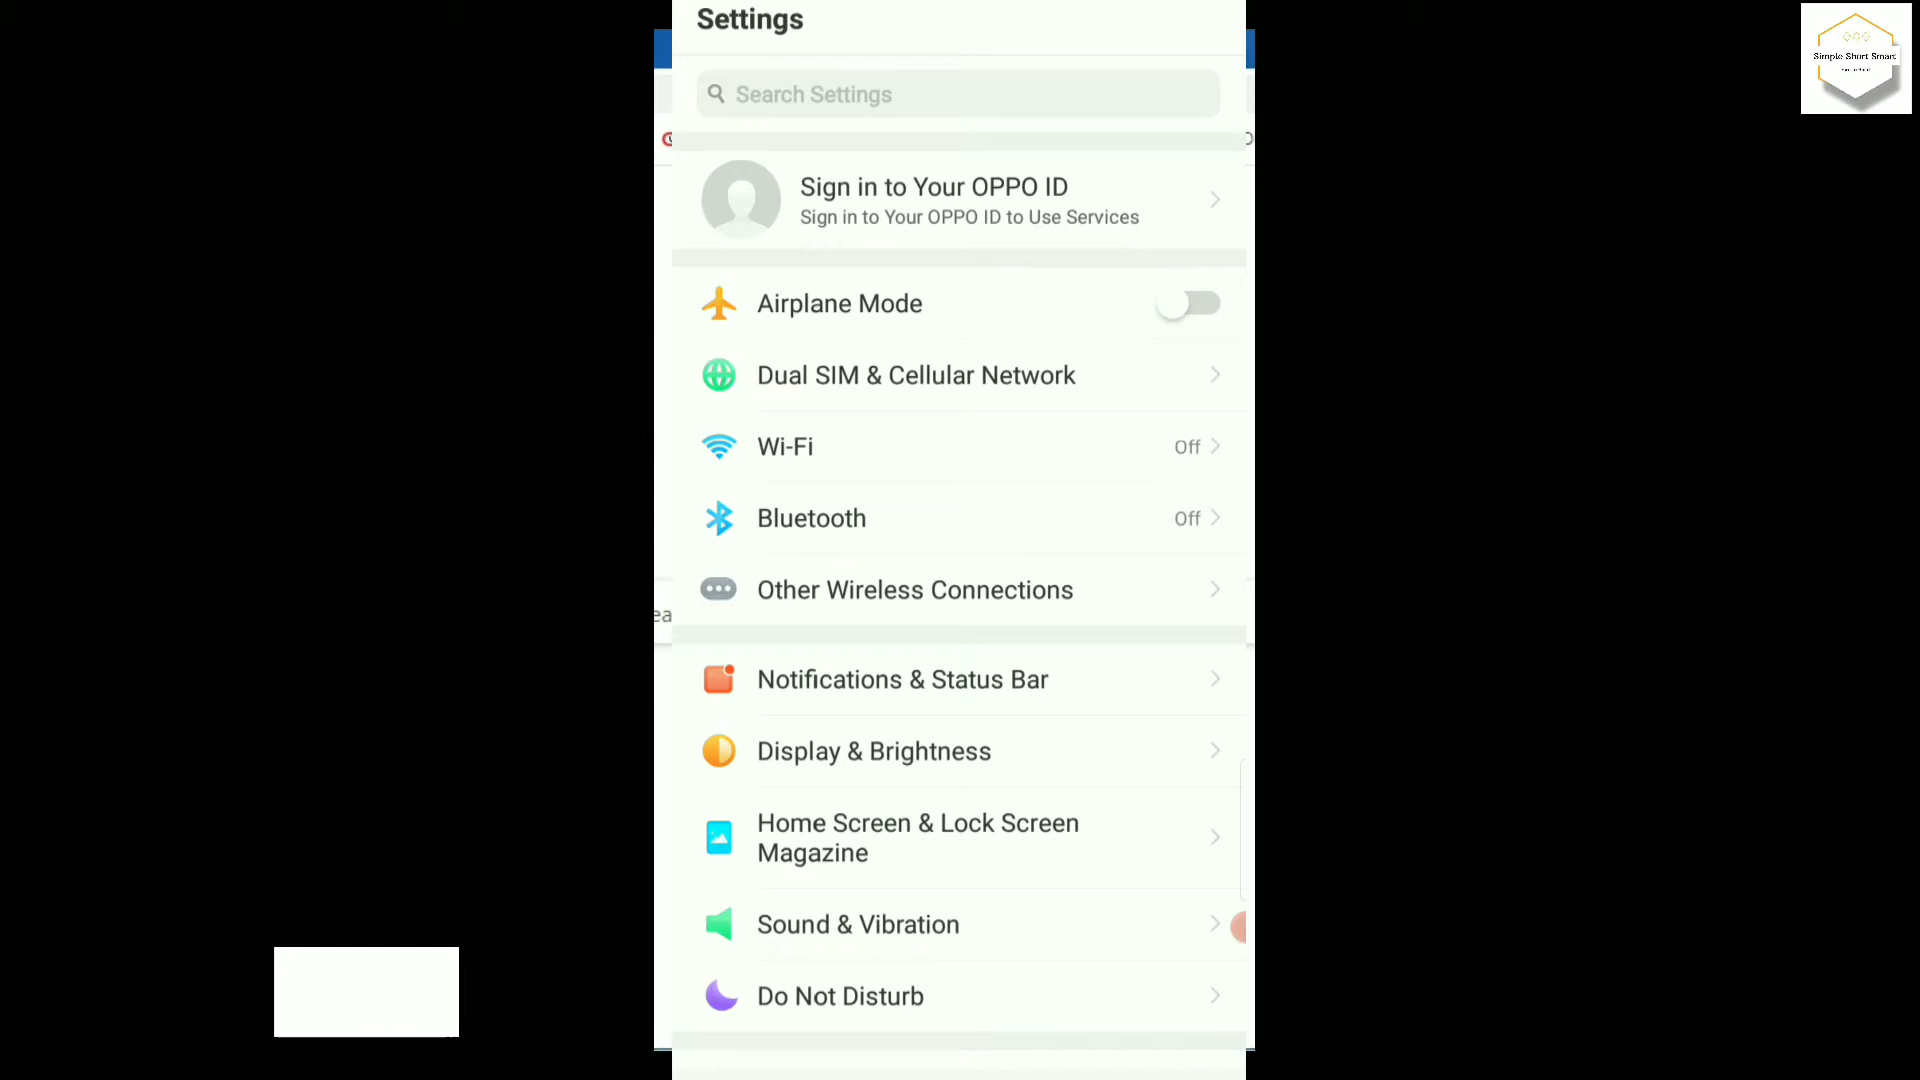 Settings
Simple Short Smart
Search Settings
Sign in to Your OPPO ID
Sign in to Your OPPO ID to Use Services
Airplane Mode
Dual SIM & Cellular Network
Wi-Fi
Off
Bluetooth
Off
Other Wireless Connections
ea
Notifications & Status Bar
Display & Brightness
Home Screen & Lock Screen
Magazine
Sound & Vibration
Do Not Disturb